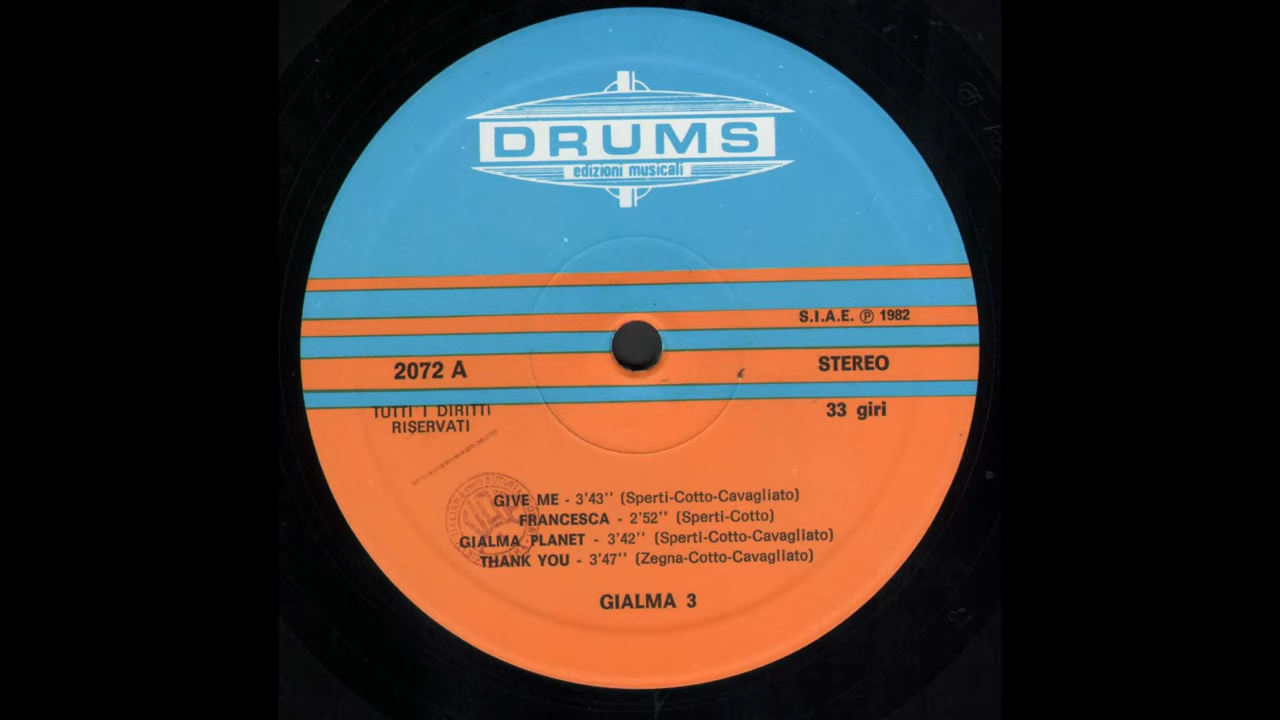 DRUMS
edizioni musicali
S.I.A.E. Ⓟ 1982
2072 A
STEREO
TUTTI I DIRITTI
RISERVATI
33 giri
GIVE ME - 3'43'' (Sperti-Cotto-Cavagliato)
FRANCESCA - 2'52'' (Sperti-Cotto)
GIALMA PLANET - 3'42'' (Sperti-Cotto-Cavagliato)
THANK YOU - 3'47'' (Zegna-Cotto-Cavagliato)
GIALMA 3